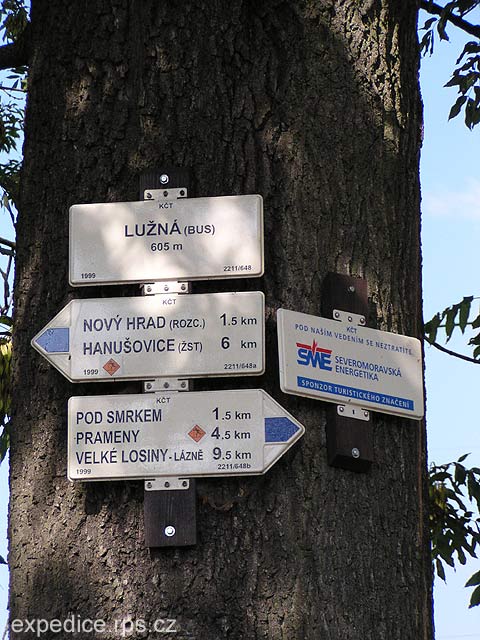 KČT
LUŽNÁ (BUS)
605 m
1999 2211/648
KČT
NOVÝ HRAD (ROZC.) 1.5 km
HANUŠOVICE (ŽST) 6 km
1999 2211/648a
KČT
POD SMRKEM 1.5 km
PRAMENY 4.5 km
VELKÉ LOSINY - LÁZNĚ 9.5 km
1999 2211/648b
KČT
POD NAŠÍM VEDENÍM SE NEZTRATÍTE
SME SEVEROMORAVSKÁ
ENERGETIKA
SPONZOR TURISTICKÉHO ZNAČENÍ
expedice.rps.cz